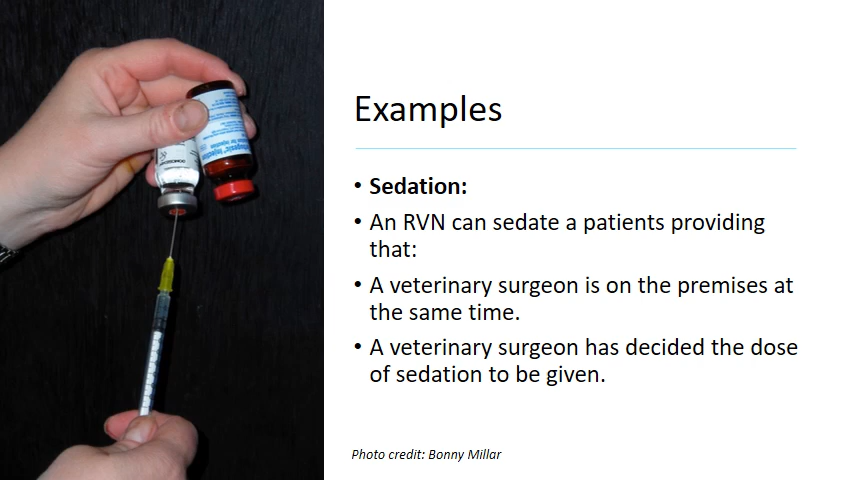 Examples
• Sedation:
• An RVN can sedate a patients providing
that:
• A veterinary surgeon is on the premises at
the same time.
• A veterinary surgeon has decided the dose
of sedation to be given.
Photo credit: Bonny Millar